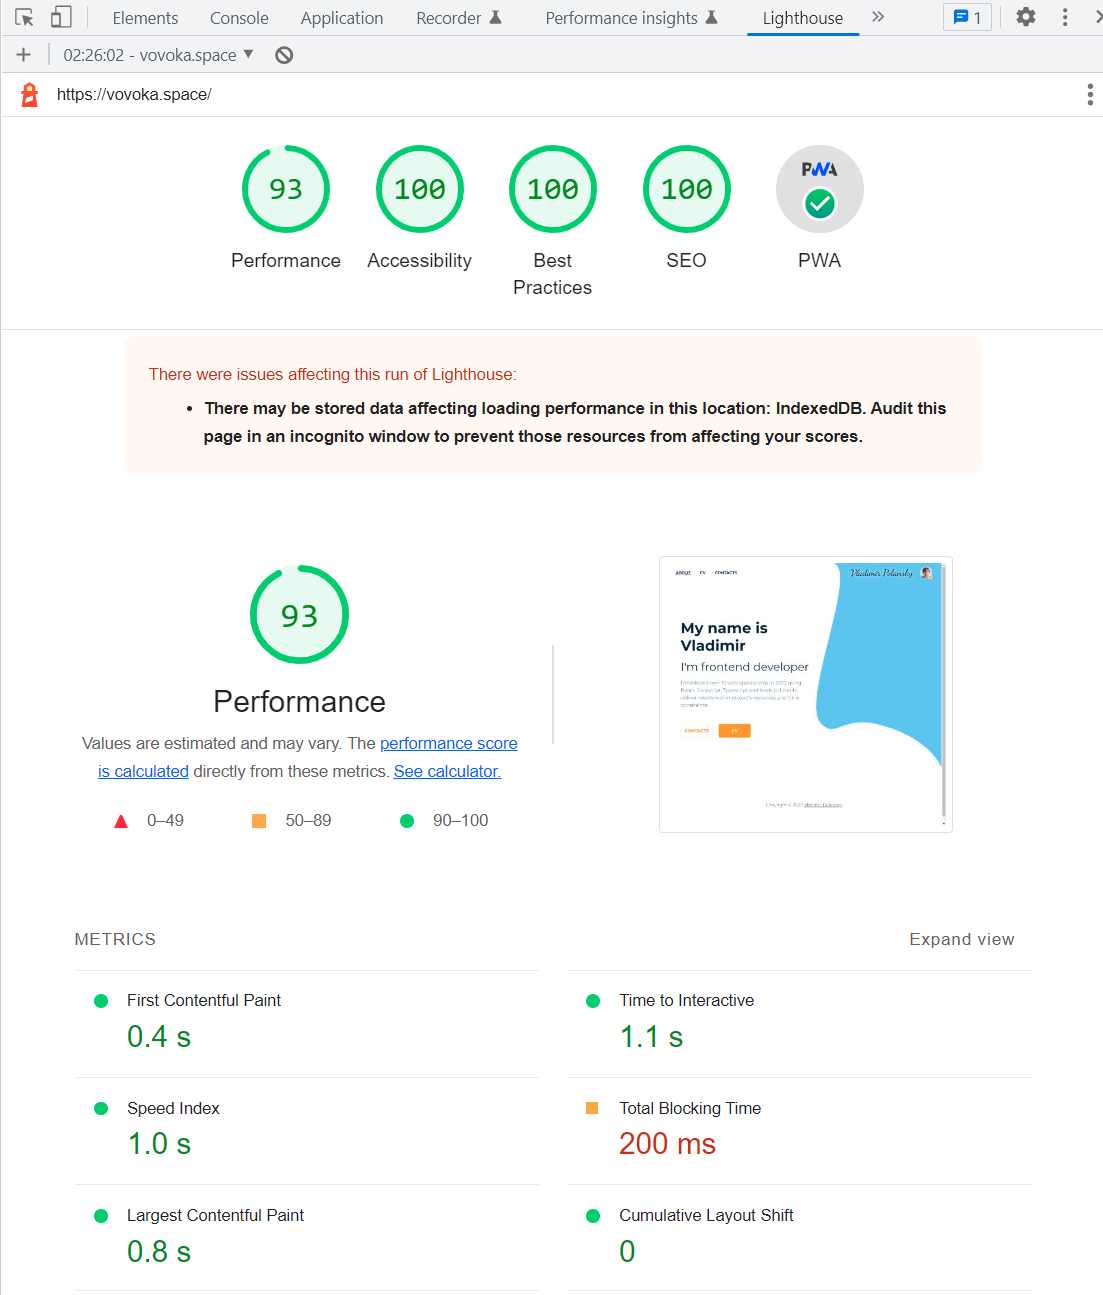 Elements Console Application Recorder Performance insights Lighthouse 1
02:26:02 - vovoka.space
https://vovoka.space/
93 100 100 100 PWA
Performance Accessibility Best Practices SEO PWA
There were issues affecting this run of Lighthouse:
There may be stored data affecting loading performance in this location: IndexedDB. Audit this
page in an incognito window to prevent those resources from affecting your scores.
93
Performance
Values are estimated and may vary. The performance score
is calculated directly from these metrics. See calculator.
0–49 50–89 90–100
ABOUT CV CONTACTS Vladimir Polansky
My name is
Vladimir
I'm frontend developer
CONTACTS CV
Copyright © 2022 Vladimir Polansky
METRICS Expand view
First Contentful Paint
0.4 s
Time to Interactive
1.1 s
Speed Index
1.0 s
Total Blocking Time
200 ms
Largest Contentful Paint
0.8 s
Cumulative Layout Shift
0